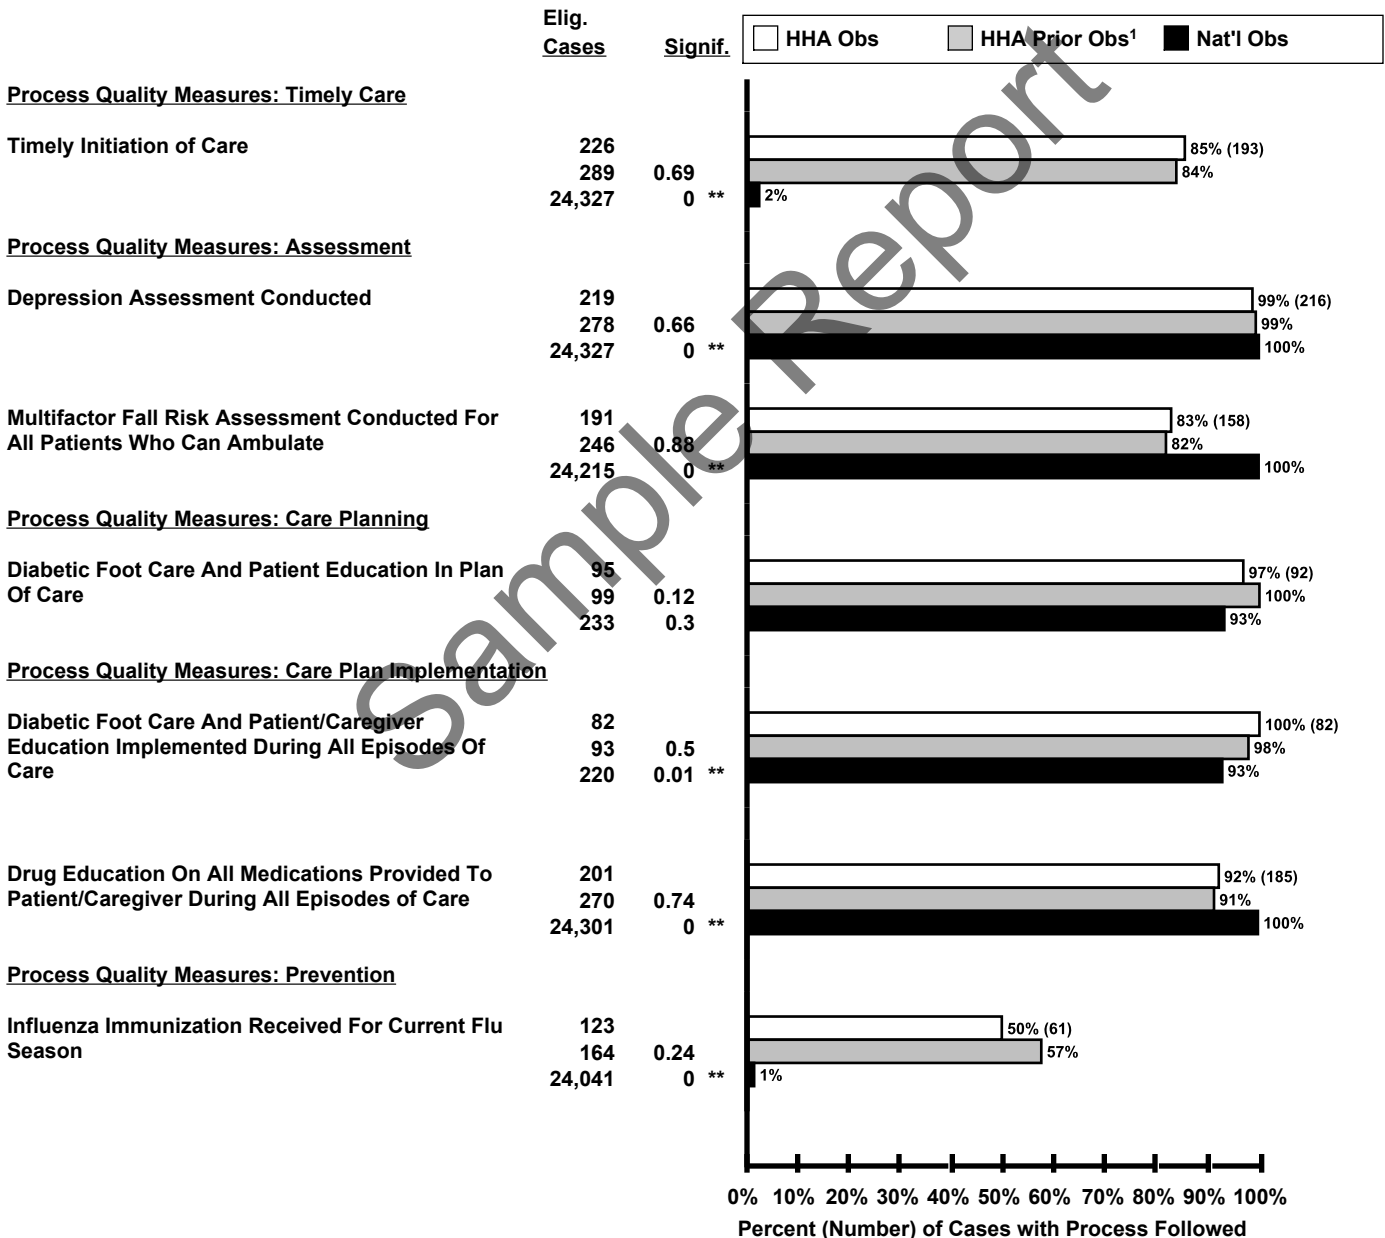 Elig.
Cases Signif. HHA Obs HHA Prior Obs¹ Nat'l Obs
Process Quality Measures: Timely Care
Timely Initiation of Care 226 85% (193)
289 0.69 84%
24,327 0 ** 2%
Process Quality Measures: Assessment
Depression Assessment Conducted 219 99% (216)
278 0.66 99%
24,327 0 ** 100%
Multifactor Fall Risk Assessment Conducted For 191 83% (158)
All Patients Who Can Ambulate 246 0.88 82%
24,215 0 ** 100%
Process Quality Measures: Care Planning
Diabetic Foot Care And Patient Education In Plan 95 97% (92)
Of Care 99 0.12 100%
233 0.3 93%
Process Quality Measures: Care Plan Implementation
Diabetic Foot Care And Patient/Caregiver 82 100% (82)
Education Implemented During All Episodes Of 93 0.5 98%
Care 220 0.01 ** 93%
Drug Education On All Medications Provided To 201 92% (185)
Patient/Caregiver During All Episodes of Care 270 0.74 91%
24,301 0 ** 100%
Process Quality Measures: Prevention
Influenza Immunization Received For Current Flu 123 50% (61)
Season 164 0.24 57%
24,041 0 ** 1%
0% 10% 20% 30% 40% 50% 60% 70% 80% 90% 100%
Percent (Number) of Cases with Process Followed
Sample Report